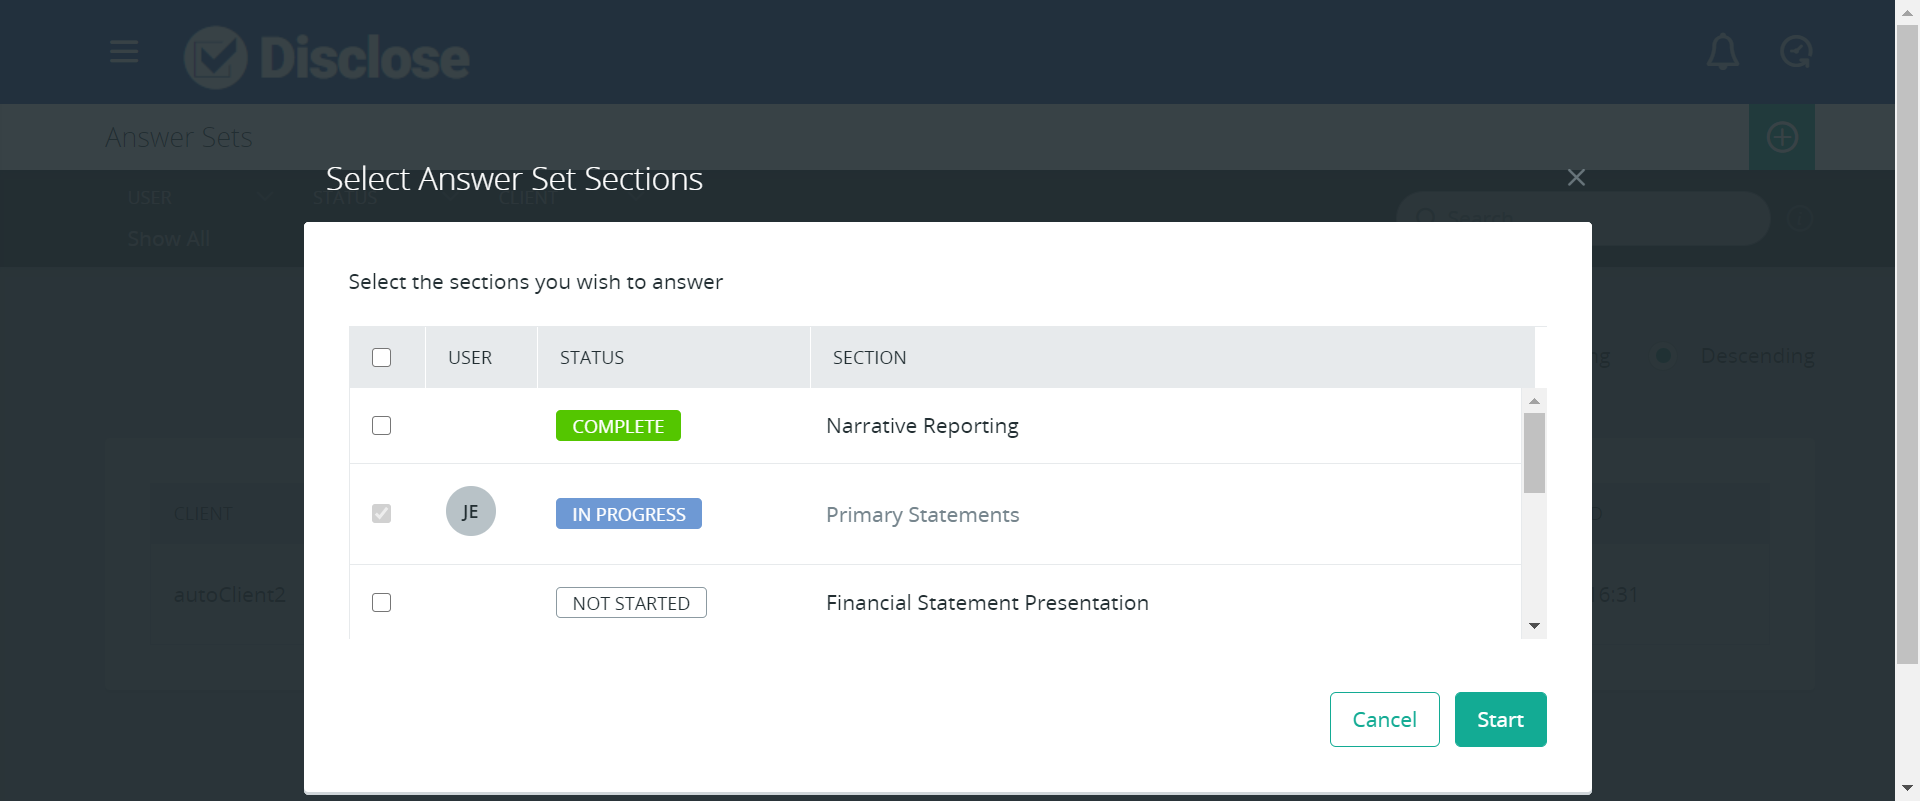 Disclose
Answer Sets
Select Answer Set Sections
USER STATUS CLIENT
Search
Show All
Select the sections you wish to answer
USER STATUS SECTION
Descending
COMPLETE Narrative Reporting
CLIENT
JE IN PROGRESS Primary Statements
autoClient2
NOT STARTED Financial Statement Presentation
6:31
Cancel Start